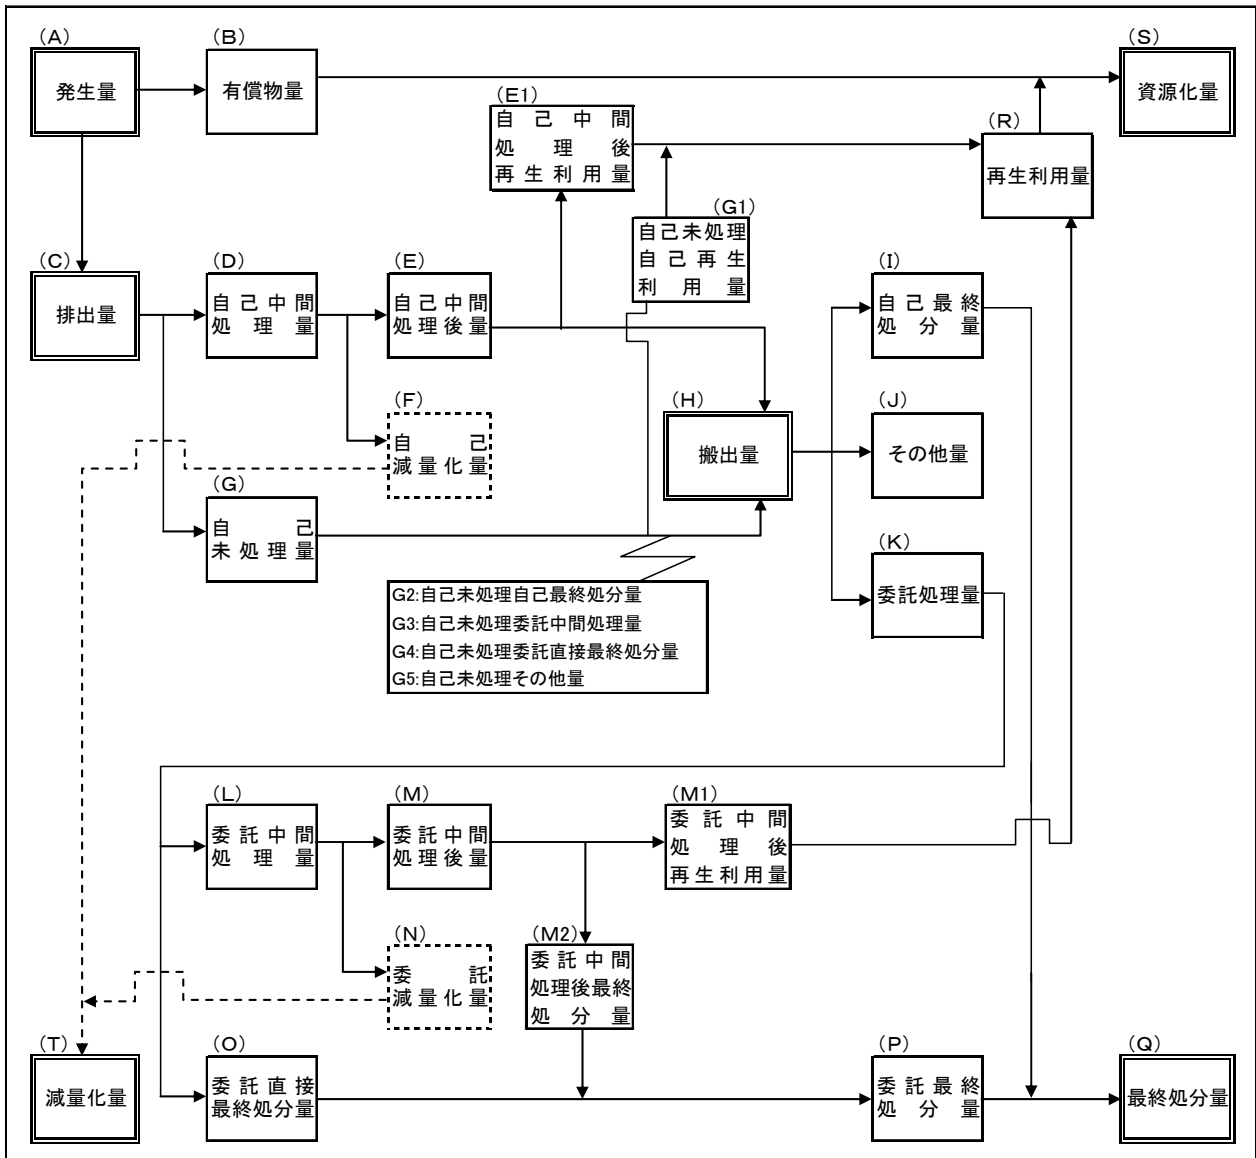 (A)
発生量
(B)
有償物量
(S)
資源化量
(E1)
自己中間
処理後
再生利用量
(R)
再生利用量
(G1)
自己未処理
自己再生
利用量
(C)
排出量
(D)
自己中間
処理量
(E)
自己中間
処理後量
(I)
自己最終
処分量
(F)
自己
減量化量
(H)
搬出量
(J)
その他量
(G)
自己
未処理量
(K)
委託処理量
G2:自己未処理自己最終処分量
G3:自己未処理委託中間処理量
G4:自己未処理委託直接最終処分量
G5:自己未処理その他量
(L)
委託中間
処理量
(M)
委託中間
処理後量
(M1)
委託中間
処理後
再生利用量
(N)
委託
減量化量
(M2)
委託中間
処理後最終
処分量
(T)
減量化量
(O)
委託直接
最終処分量
(P)
委託最終
処分量
(Q)
最終処分量